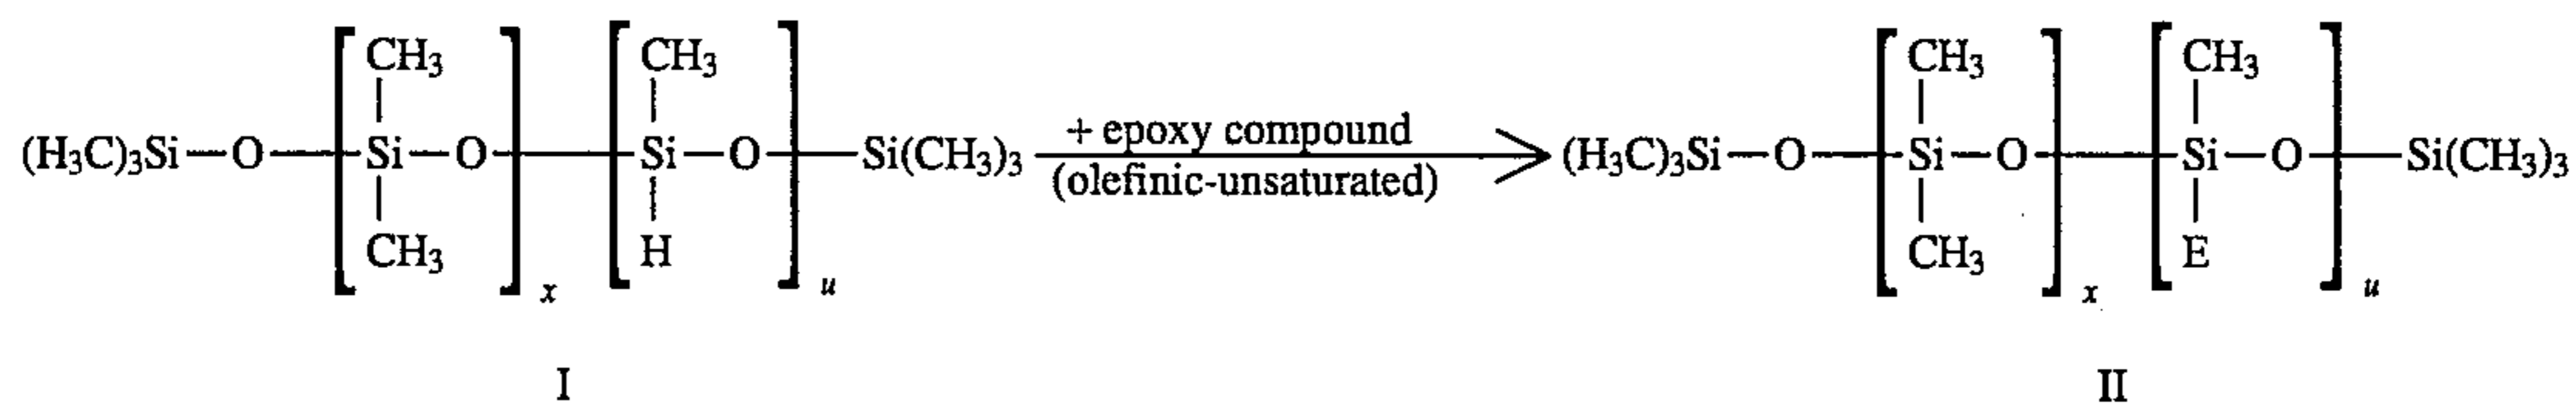 CH₃ CH₃ CH₃ CH₃
(H₃C)₃Si—O—Si—O—Si—O—Si(CH₃)₃ + epoxy compound (H₃C)₃Si—O—Si—O—Si—O—Si(CH₃)₃
(olefinic-unsaturated)
CH₃ H CH₃ E
x u x u
I II